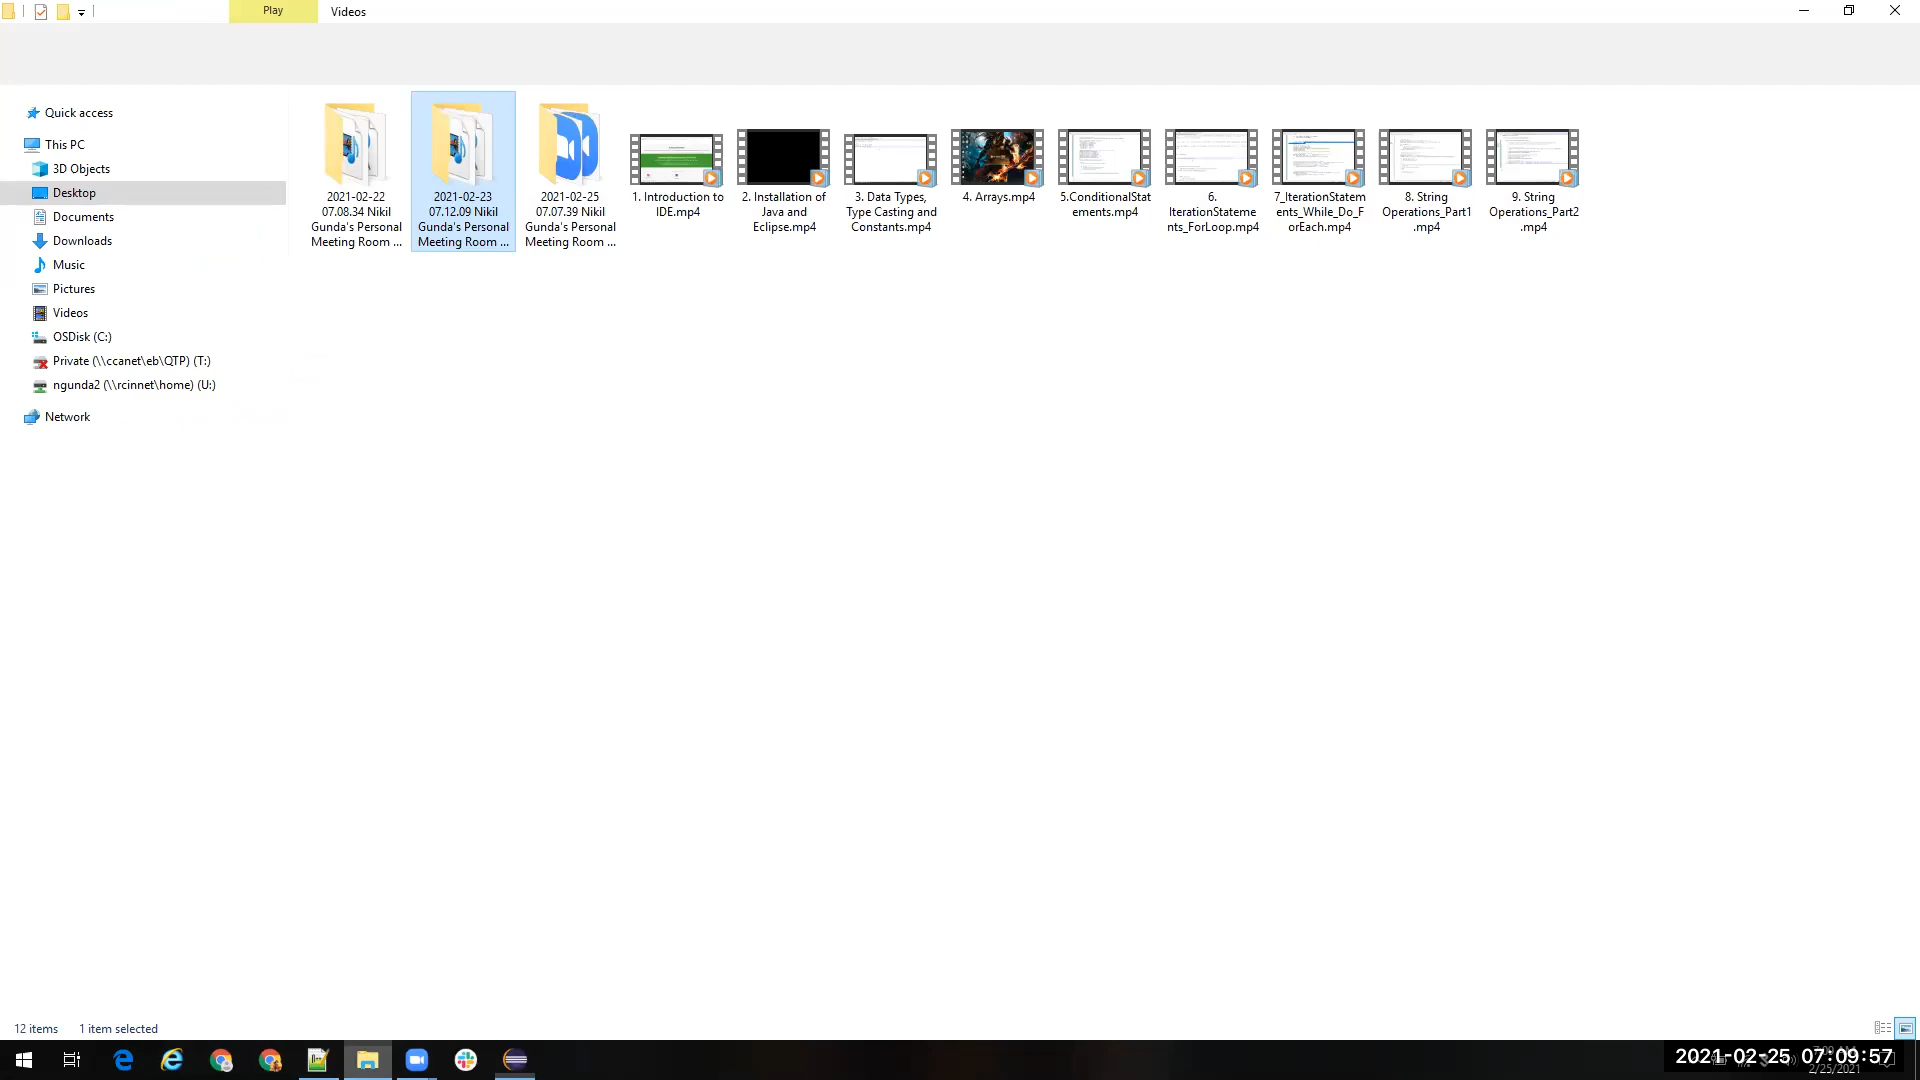 Play
Videos
Quick access
This PC
3D Objects
Desktop
Documents
Downloads
Music
Pictures
Videos
OSDisk (C:)
Private (\\ccanet\eb\QTP) (T:)
ngunda2 (\\rcinnet\home) (U:)
Network
2021-02-22
07.08.34 Nikil
Gunda's Personal
Meeting Room ...
2021-02-23
07.12.09 Nikil
Gunda's Personal
Meeting Room ...
2021-02-25
07.07.39 Nikil
Gunda's Personal
Meeting Room ...
1. Introduction to
IDE.mp4
2. Installation of
Java and
Eclipse.mp4
3. Data Types,
Type Casting and
Constants.mp4
4. Arrays.mp4
5.ConditionalStat
ements.mp4
6.
IterationStateme
nts_ForLoop.mp4
7_IterationStatem
ents_While_Do_F
orEach.mp4
8. String
Operations_Part1
.mp4
9. String
Operations_Part2
.mp4
12 items
1 item selected
2021-02-25 07:09:57
2/25/2021